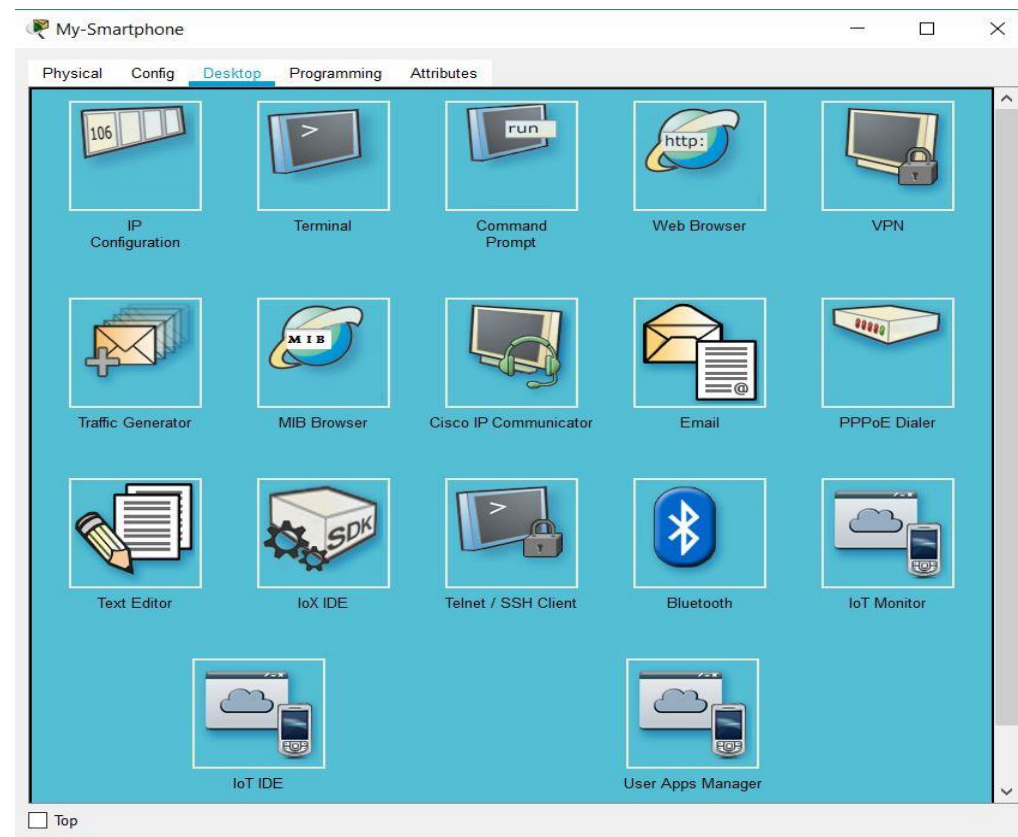 My-Smartphone
Physical Config Desktop Programming Attributes
106
>
run
http:
IP
Configuration
Terminal
Command
Prompt
Web Browser
VPN
MIB
Traffic Generator
MIB Browser
Cisco IP Communicator
@
Email
PPPoE Dialer
SDK
>
Text Editor
IoX IDE
Telnet / SSH Client
Bluetooth
IoT Monitor
IoT IDE
User Apps Manager
Top